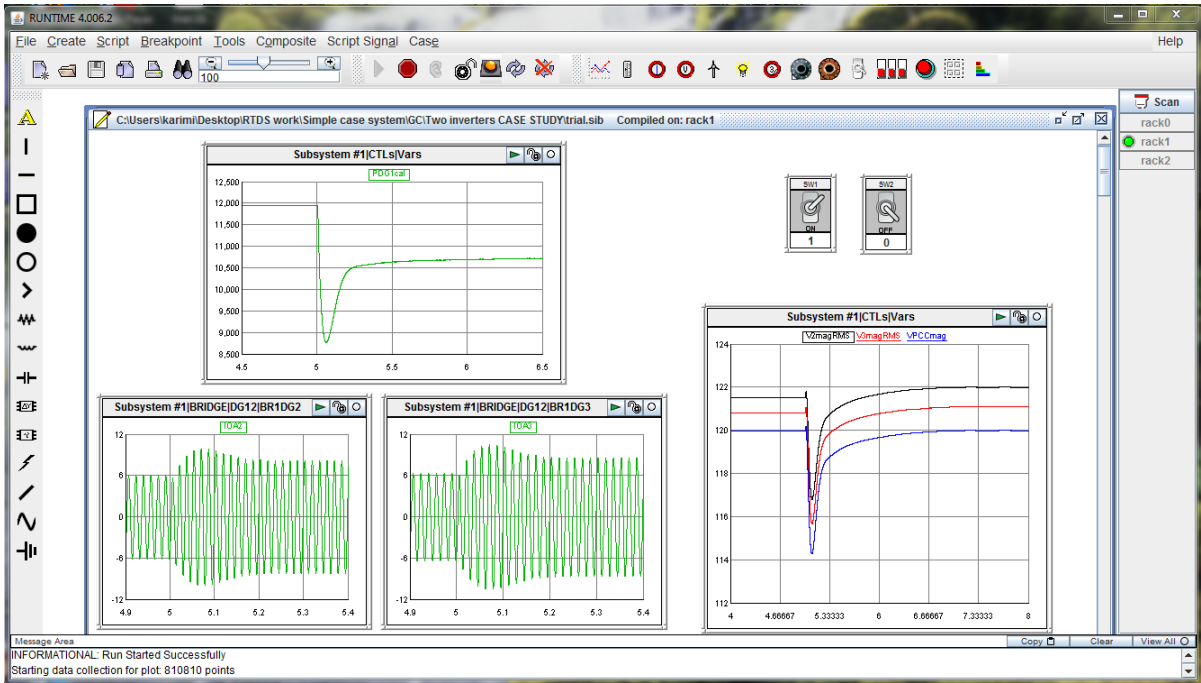 RUNTIME 4.006.2
File Create Script Breakpoint Tools Composite Script Signal Case Help
100
C:\Users\karimi\Desktop\RTDS work\Simple case system\GC\Two inverters CASE STUDY\trial.sib Compiled on: rack1
Scan
rack0
rack1
rack2
Subsystem #1|CTLs|Vars
PDG1cal
12,500
12,000
11,500
11,000
10,500
10,000
9,500
9,000
8,500
4.5 5 5.5 6 6.5
SW1
ON
1
SW2
OFF
0
Subsystem #1|BRIDGE|DG12|BR1DG2
IOA2
12
6
0
-6
-12
4.9 5 5.1 5.2 5.3 5.4
Subsystem #1|BRIDGE|DG12|BR1DG3
IOA3
12
6
0
-6
-12
4.9 5 5.1 5.2 5.3 5.4
Subsystem #1|CTLs|Vars
V2magRMS V3magRMS VPCCmag
124
122
120
118
116
114
112
4 4.66667 5.33333 6 6.66667 7.33333 8
Message Area Copy Clear View All
INFORMATIONAL: Run Started Successfully
Starting data collection for plot: 810810 points